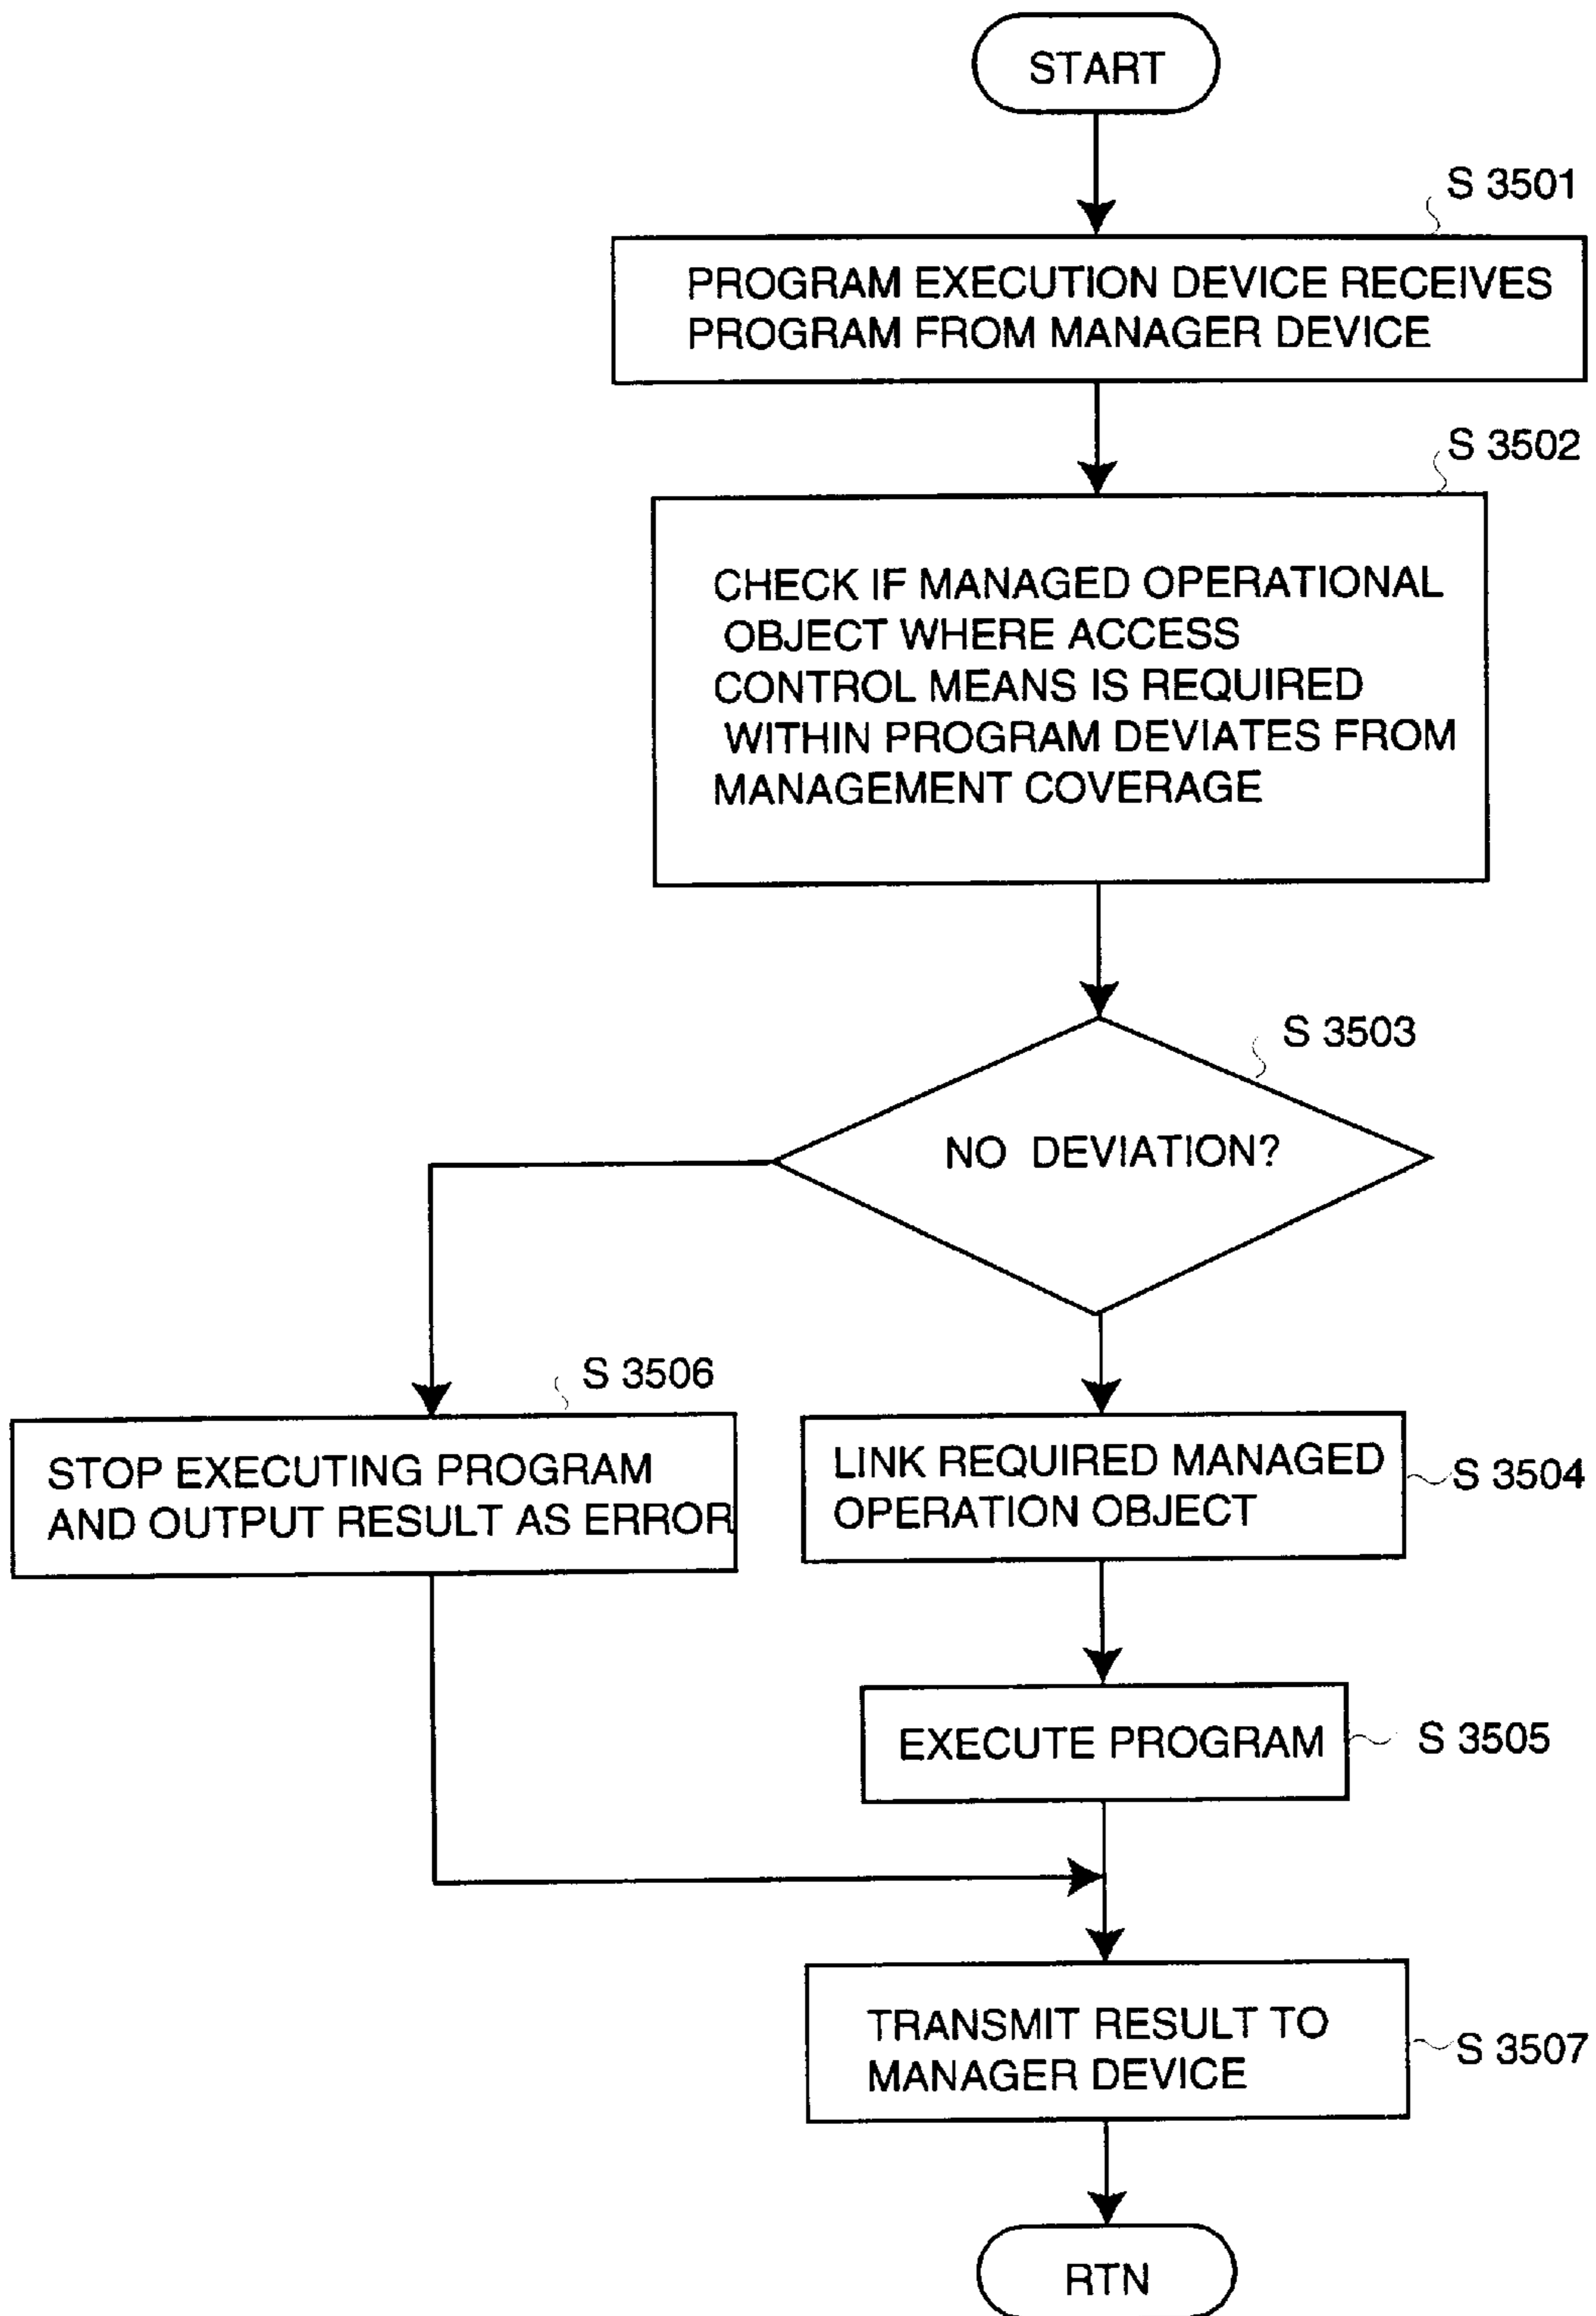 START
S 3501
PROGRAM EXECUTION DEVICE RECEIVES
PROGRAM FROM MANAGER DEVICE
S 3502
CHECK IF MANAGED OPERATIONAL
OBJECT WHERE ACCESS
CONTROL MEANS IS REQUIRED
WITHIN PROGRAM DEVIATES FROM
MANAGEMENT COVERAGE
S 3503
NO DEVIATION?
S 3506
STOP EXECUTING PROGRAM
AND OUTPUT RESULT AS ERROR
LINK REQUIRED MANAGED
OPERATION OBJECT
S 3504
EXECUTE PROGRAM
S 3505
TRANSMIT RESULT TO
MANAGER DEVICE
S 3507
RTN